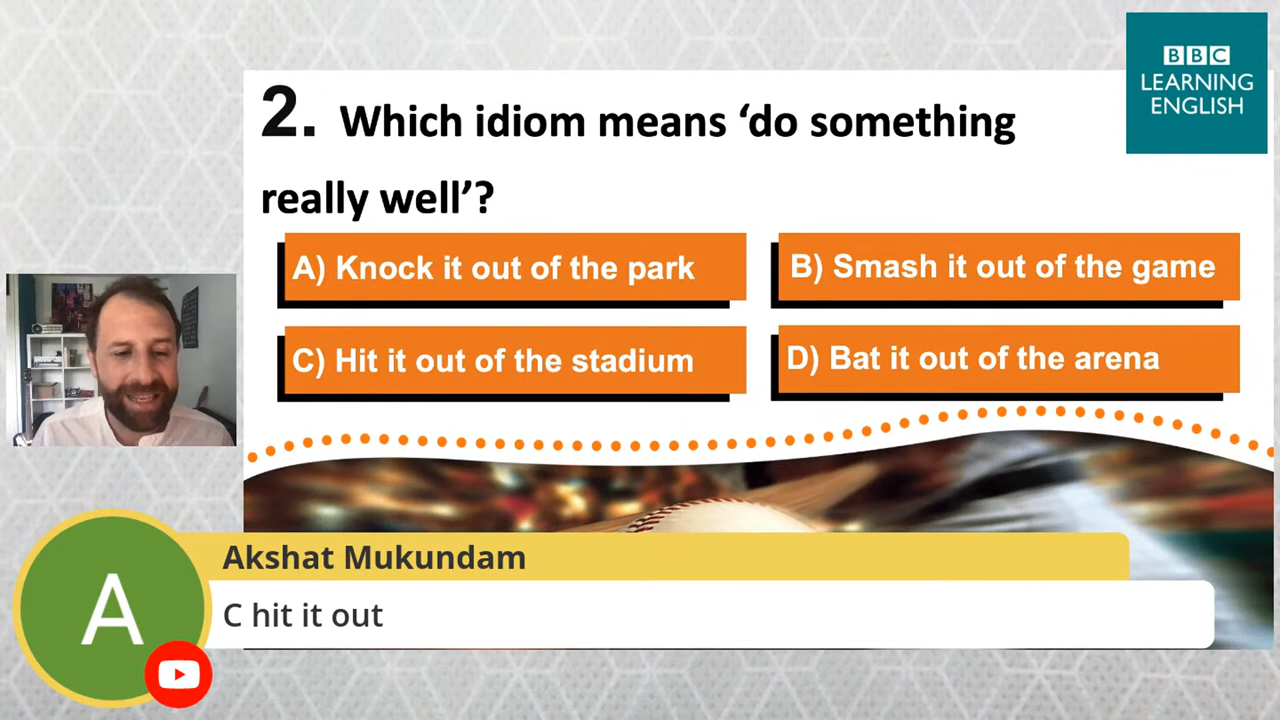 BBC
LEARNING
ENGLISH
2. Which idiom means ‘do something
really well’?
A) Knock it out of the park
B) Smash it out of the game
C) Hit it out of the stadium
D) Bat it out of the arena
Akshat Mukundam
A
C hit it out